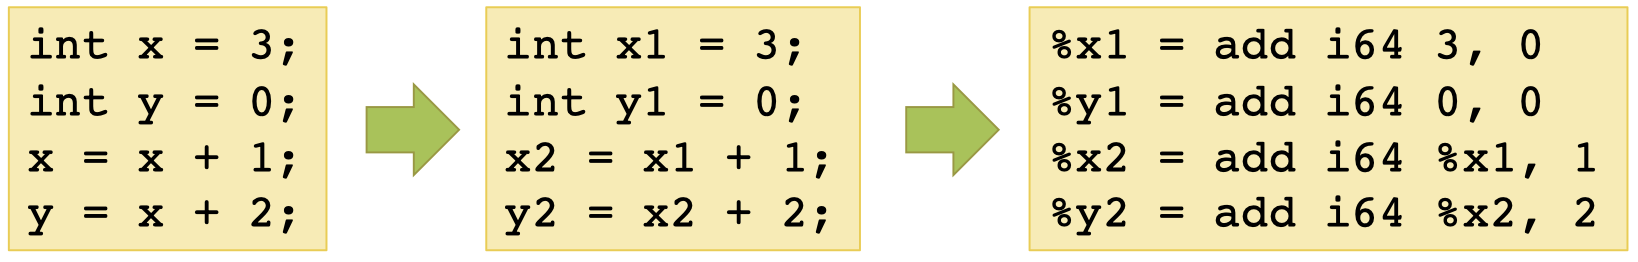 int x = 3;
int y = 0;
x = x + 1;
y = x + 2;
int x1 = 3;
int y1 = 0;
x2 = x1 + 1;
y2 = x2 + 2;
%x1 = add i64 3, 0
%y1 = add i64 0, 0
%x2 = add i64 %x1, 1
%y2 = add i64 %x2, 2